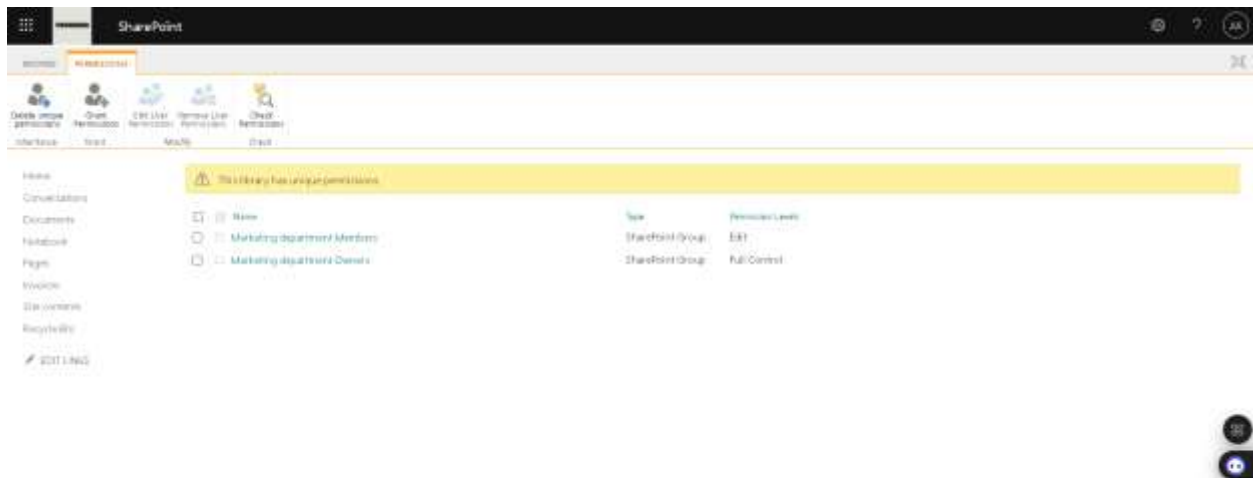 SharePoint
?
JA
BROWSE PERMISSIONS
Delete unique permissions
Grant Permissions
Edit User Permissions
Remove User Permissions
Check Permissions
Inheritance Grant Modify Check
Home
Conversations
Documents
Notebook
Pages
Invoices
Site contents
Recycle Bin
EDIT LINKS
This library has unique permissions.
Name Type Permission Levels
Marketing department Members SharePoint Group Edit
Marketing department Owners SharePoint Group Full Control